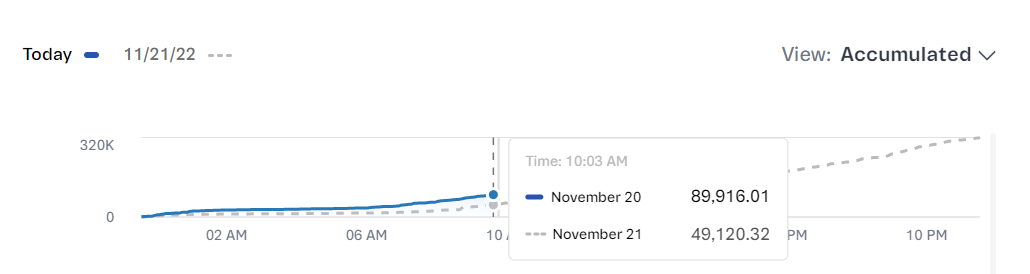 Today 11/21/22 View: Accumulated
320K
Time: 10:03 AM
November 20 89,916.01
0
November 21 49,120.32
02 AM 06 AM 10 PM 10 PM